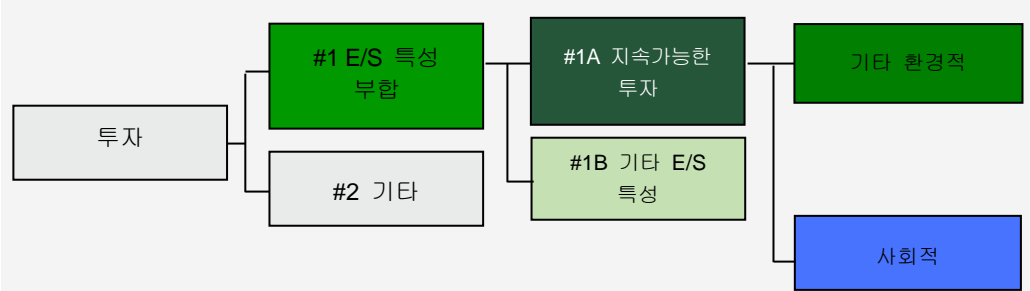 투자
#1 E/S 특성
부합
#2 기타
#1A 지속가능한
투자
#1B 기타 E/S
특성
기타 환경적
사회적